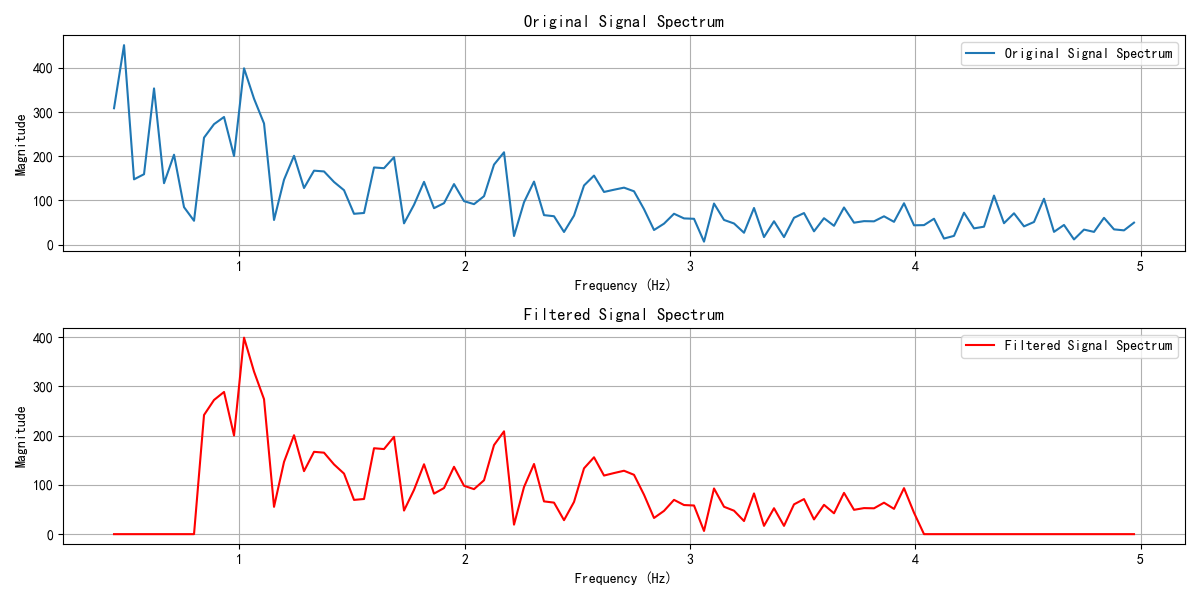 Original Signal Spectrum
Original Signal Spectrum
Magnitude
400
300
200
100
0
1
2
3
4
5
Frequency (Hz)
Filtered Signal Spectrum
Filtered Signal Spectrum
Magnitude
400
300
200
100
0
1
2
3
4
5
Frequency (Hz)